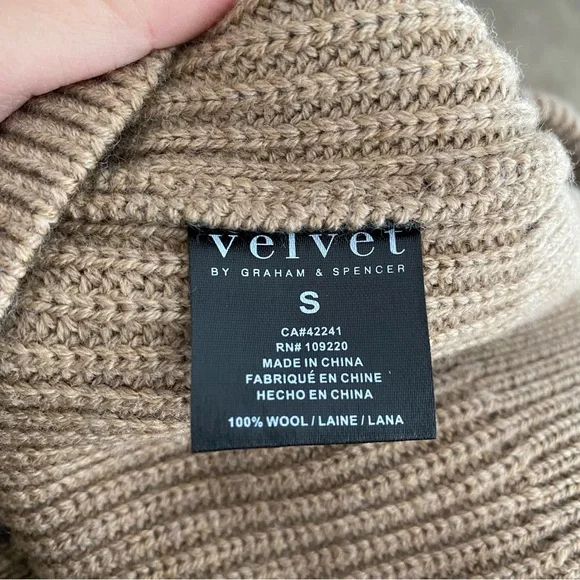 velvet
BY GRAHAM & SPENCER
S
CA#42241
RN# 109220
MADE IN CHINA
FABRIQUÉ EN CHINE
HECHO EN CHINA
100% WOOL / LAINE / LANA